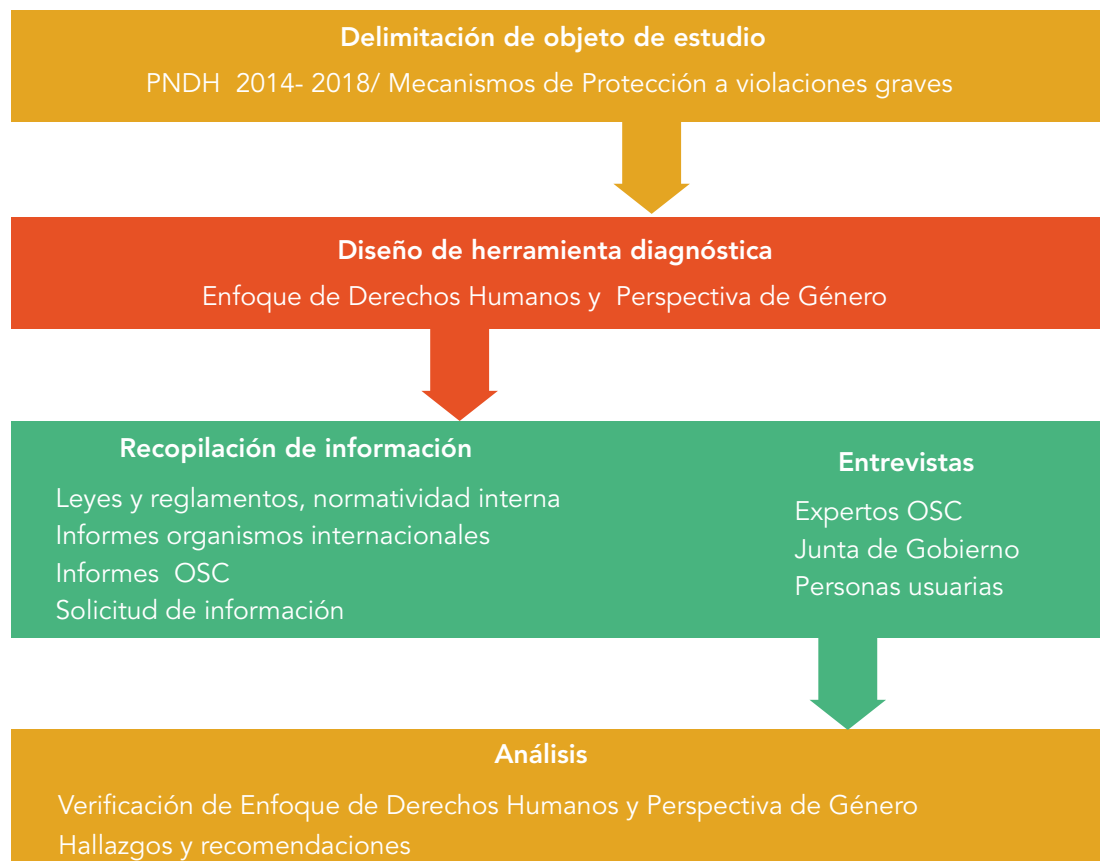 Delimitación de objeto de estudio
PNDH 2014- 2018/ Mecanismos de Protección a violaciones graves
Diseño de herramienta diagnóstica
Enfoque de Derechos Humanos y Perspectiva de Género
Recopilación de información
Leyes y reglamentos, normatividad interna
Informes organismos internacionales
Informes OSC
Solicitud de información
Entrevistas
Expertos OSC
Junta de Gobierno
Personas usuarias
Análisis
Verificación de Enfoque de Derechos Humanos y Perspectiva de Género
Hallazgos y recomendaciones